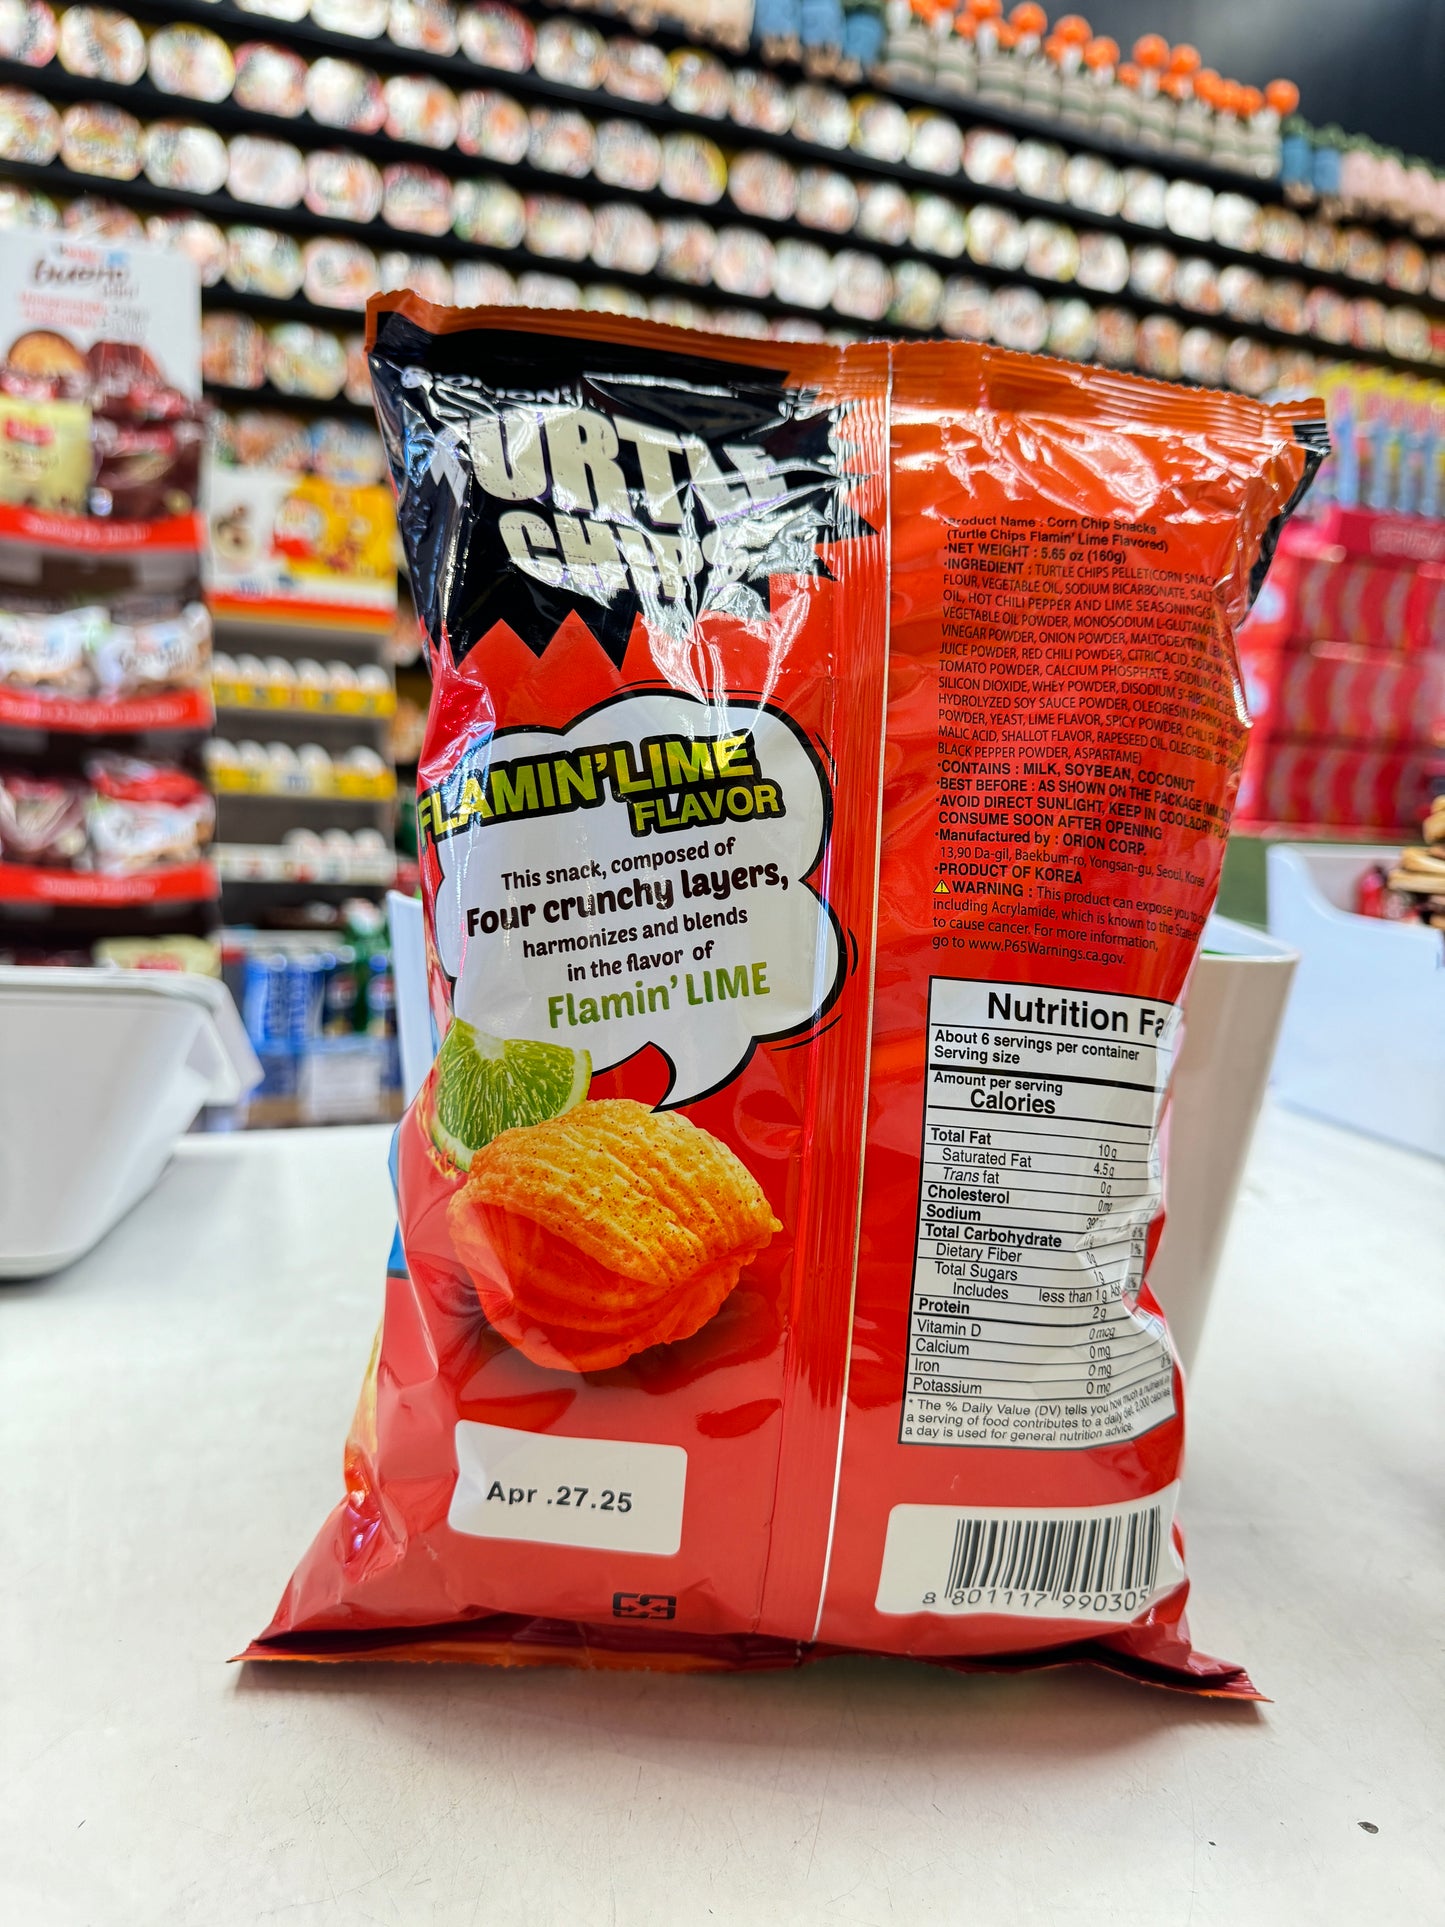 ORION
TURTLE
CHIPS
FLAMIN' LIME
FLAVOR
This snack, composed of
Four crunchy layers,
harmonizes and blends
in the flavor of
Flamin' LIME
Apr .27.25
•Product Name : Corn Chip Snacks
(Turtle Chips Flamin' Lime Flavored)
•NET WEIGHT : 5.65 oz (160g)
•INGREDIENT : TURTLE CHIPS PELLET(CORN SNACK
FLOUR, VEGETABLE OIL, SODIUM BICARBONATE, SALT
OIL, HOT CHILI PEPPER AND LIME SEASONING(
VEGETABLE OIL POWDER, MONOSODIUM L-GLUTAMATE
VINEGAR POWDER, ONION POWDER, MALTODEXTRIN,
JUICE POWDER, RED CHILI POWDER, CITRIC ACID,
TOMATO POWDER, CALCIUM PHOSPHATE, SODIUM
SILICON DIOXIDE, WHEY POWDER, DISODIUM
HYDROLYZED SOY SAUCE POWDER, OLEORESIN PAPRIKA,
POWDER, YEAST, LIME FLAVOR, SPICY POWDER, CHILI
MALIC ACID, SHALLOT FLAVOR, RAPESEED OIL, OLEORESIN
BLACK PEPPER POWDER, ASPARTAME)
•CONTAINS : MILK, SOYBEAN, COCONUT
•BEST BEFORE : AS SHOWN ON THE PACKAGE
•AVOID DIRECT SUNLIGHT, KEEP IN COOL&DRY
CONSUME SOON AFTER OPENING
•Manufactured by : ORION CORP.
13,90 Da-gil, Baekbum-ro, Yongsan-gu, Seoul, Korea
•PRODUCT OF KOREA
⚠WARNING : This product can expose you to
including Acrylamide, which is known to the State
to cause cancer. For more information,
go to www.P65Warnings.ca.gov.
Nutrition
About 6 servings per container
Serving size
Amount per serving
Calories
Total Fat 10g
Saturated Fat 4.5g
Trans fat 0g
Cholesterol 0mg
Sodium
Total Carbohydrate
Dietary Fiber
Total Sugars 1g
Includes less than 1g
Protein 2g
Vitamin D 0mcg
Calcium 0mg
Iron 0mg
Potassium
* The % Daily Value (DV) tells you how much a nutrient in
a serving of food contributes to a daily diet. 2,000 calories
a day is used for general nutrition advice.
8 801117 990305